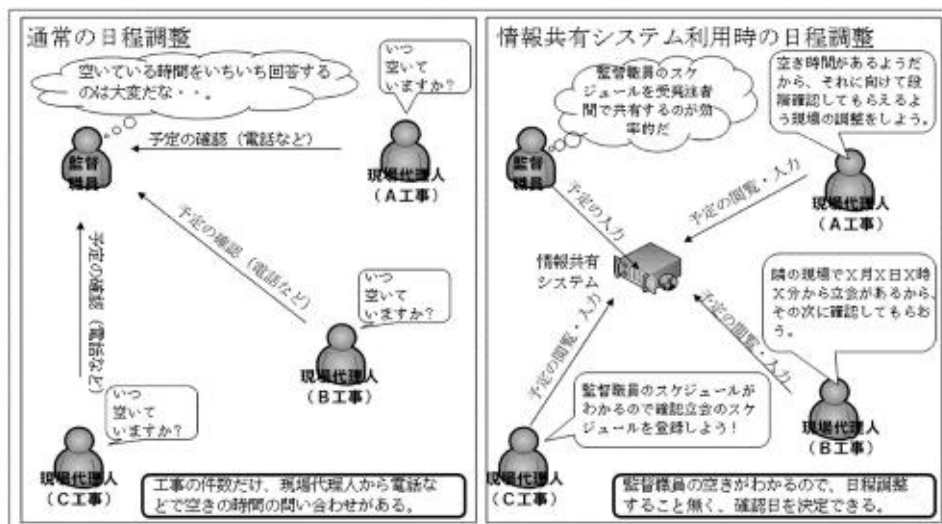 通常の日程調整
空いている時間をいちいち回答する
のは大変だな・・。
いつ
空いて
いますか？
予定の確認（電話など）
監督
職員
現場代理人
（A工事）
予定の確認（電話など）
予定の確認（電話など）
いつ
空いて
いますか？
現場代理人
（B工事）
いつ
空いて
いますか？
現場代理人
（C工事）
工事の件数だけ、現場代理人から電話な
どで空きの時間の問い合わせがある。
情報共有システム利用時の日程調整
監督職員のスケ
ジュールを受発注者
間で共有するのが効
率的だ
空き時間があるようだ
から、それに向けて段
階確認してもらえるよ
う現場の調整をしよう。
監督
職員
予定の入力
予定の閲覧・入力
現場代理人
（A工事）
情報共有
システム
隣の現場でX月X日X時
X分から立会があるから、
その次に確認してもらお
う。
予定の閲覧・入力
予定の閲覧・入力
監督職員のスケジュールが
わかるので確認立会のスケ
ジュールを登録しよう！
現場代理人
（B工事）
現場代理人
（C工事）
監督職員の空きがわかるので、日程調整
すること無く、確認日を決定できる。